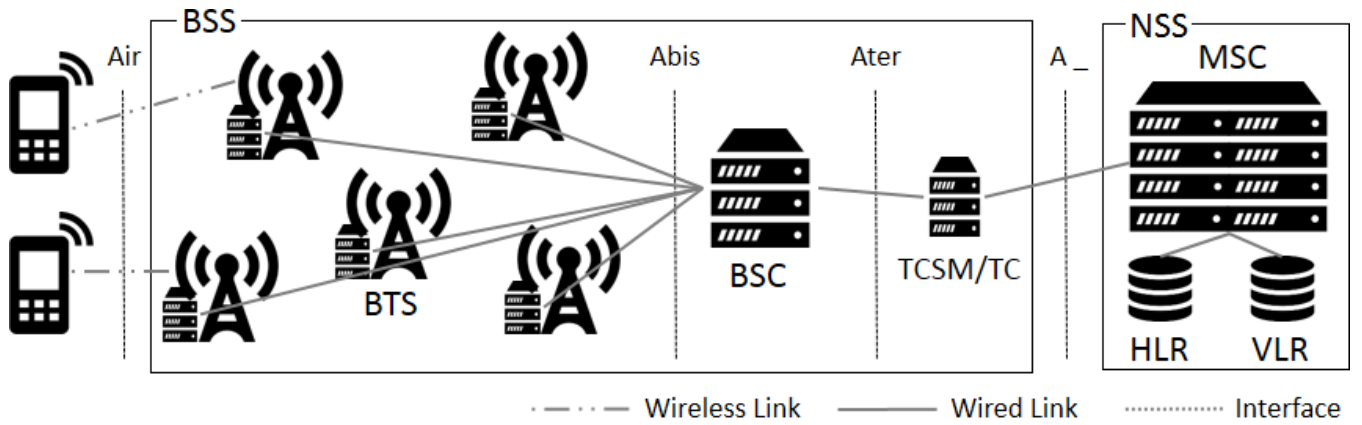 BSS
NSS
Air
Abis
Ater
A _
MSC
BTS
BSC
TCSM/TC
HLR
VLR
Wireless Link
Wired Link
Interface